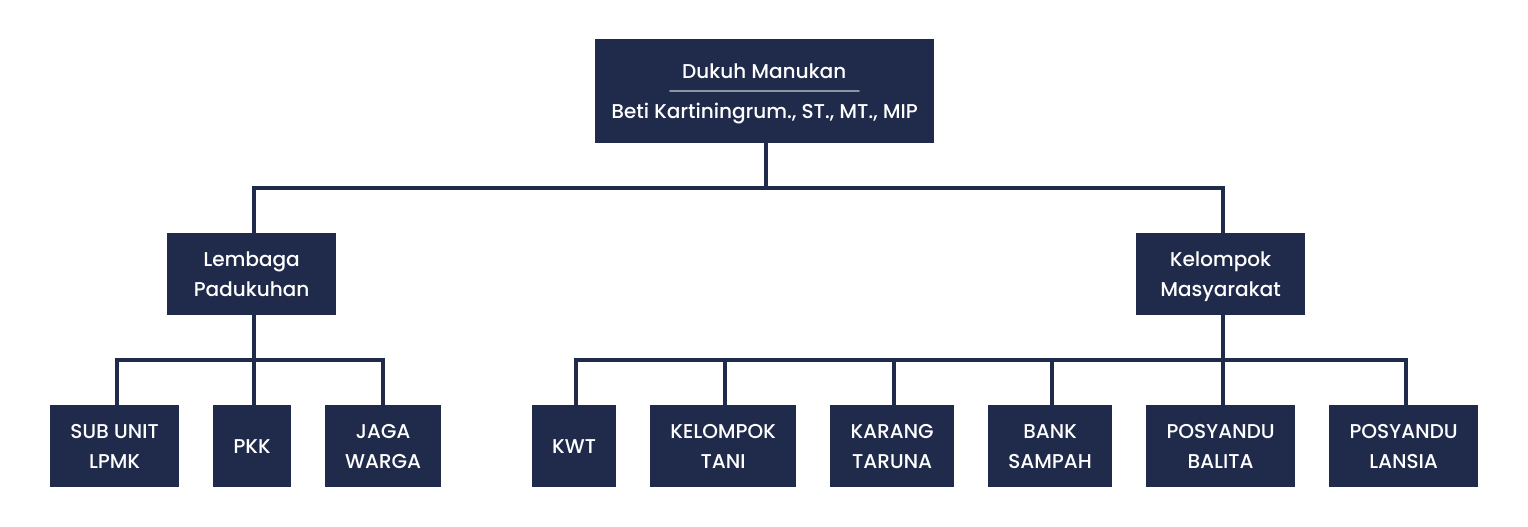 Dukuh Manukan
Beti Kartiningrum., ST., MT., MIP
Lembaga
Padukuhan
Kelompok
Masyarakat
SUB UNIT
LPMK
PKK
JAGA
WARGA
KWT
KELOMPOK
TANI
KARANG
TARUNA
BANK
SAMPAH
POSYANDU
BALITA
POSYANDU
LANSIA